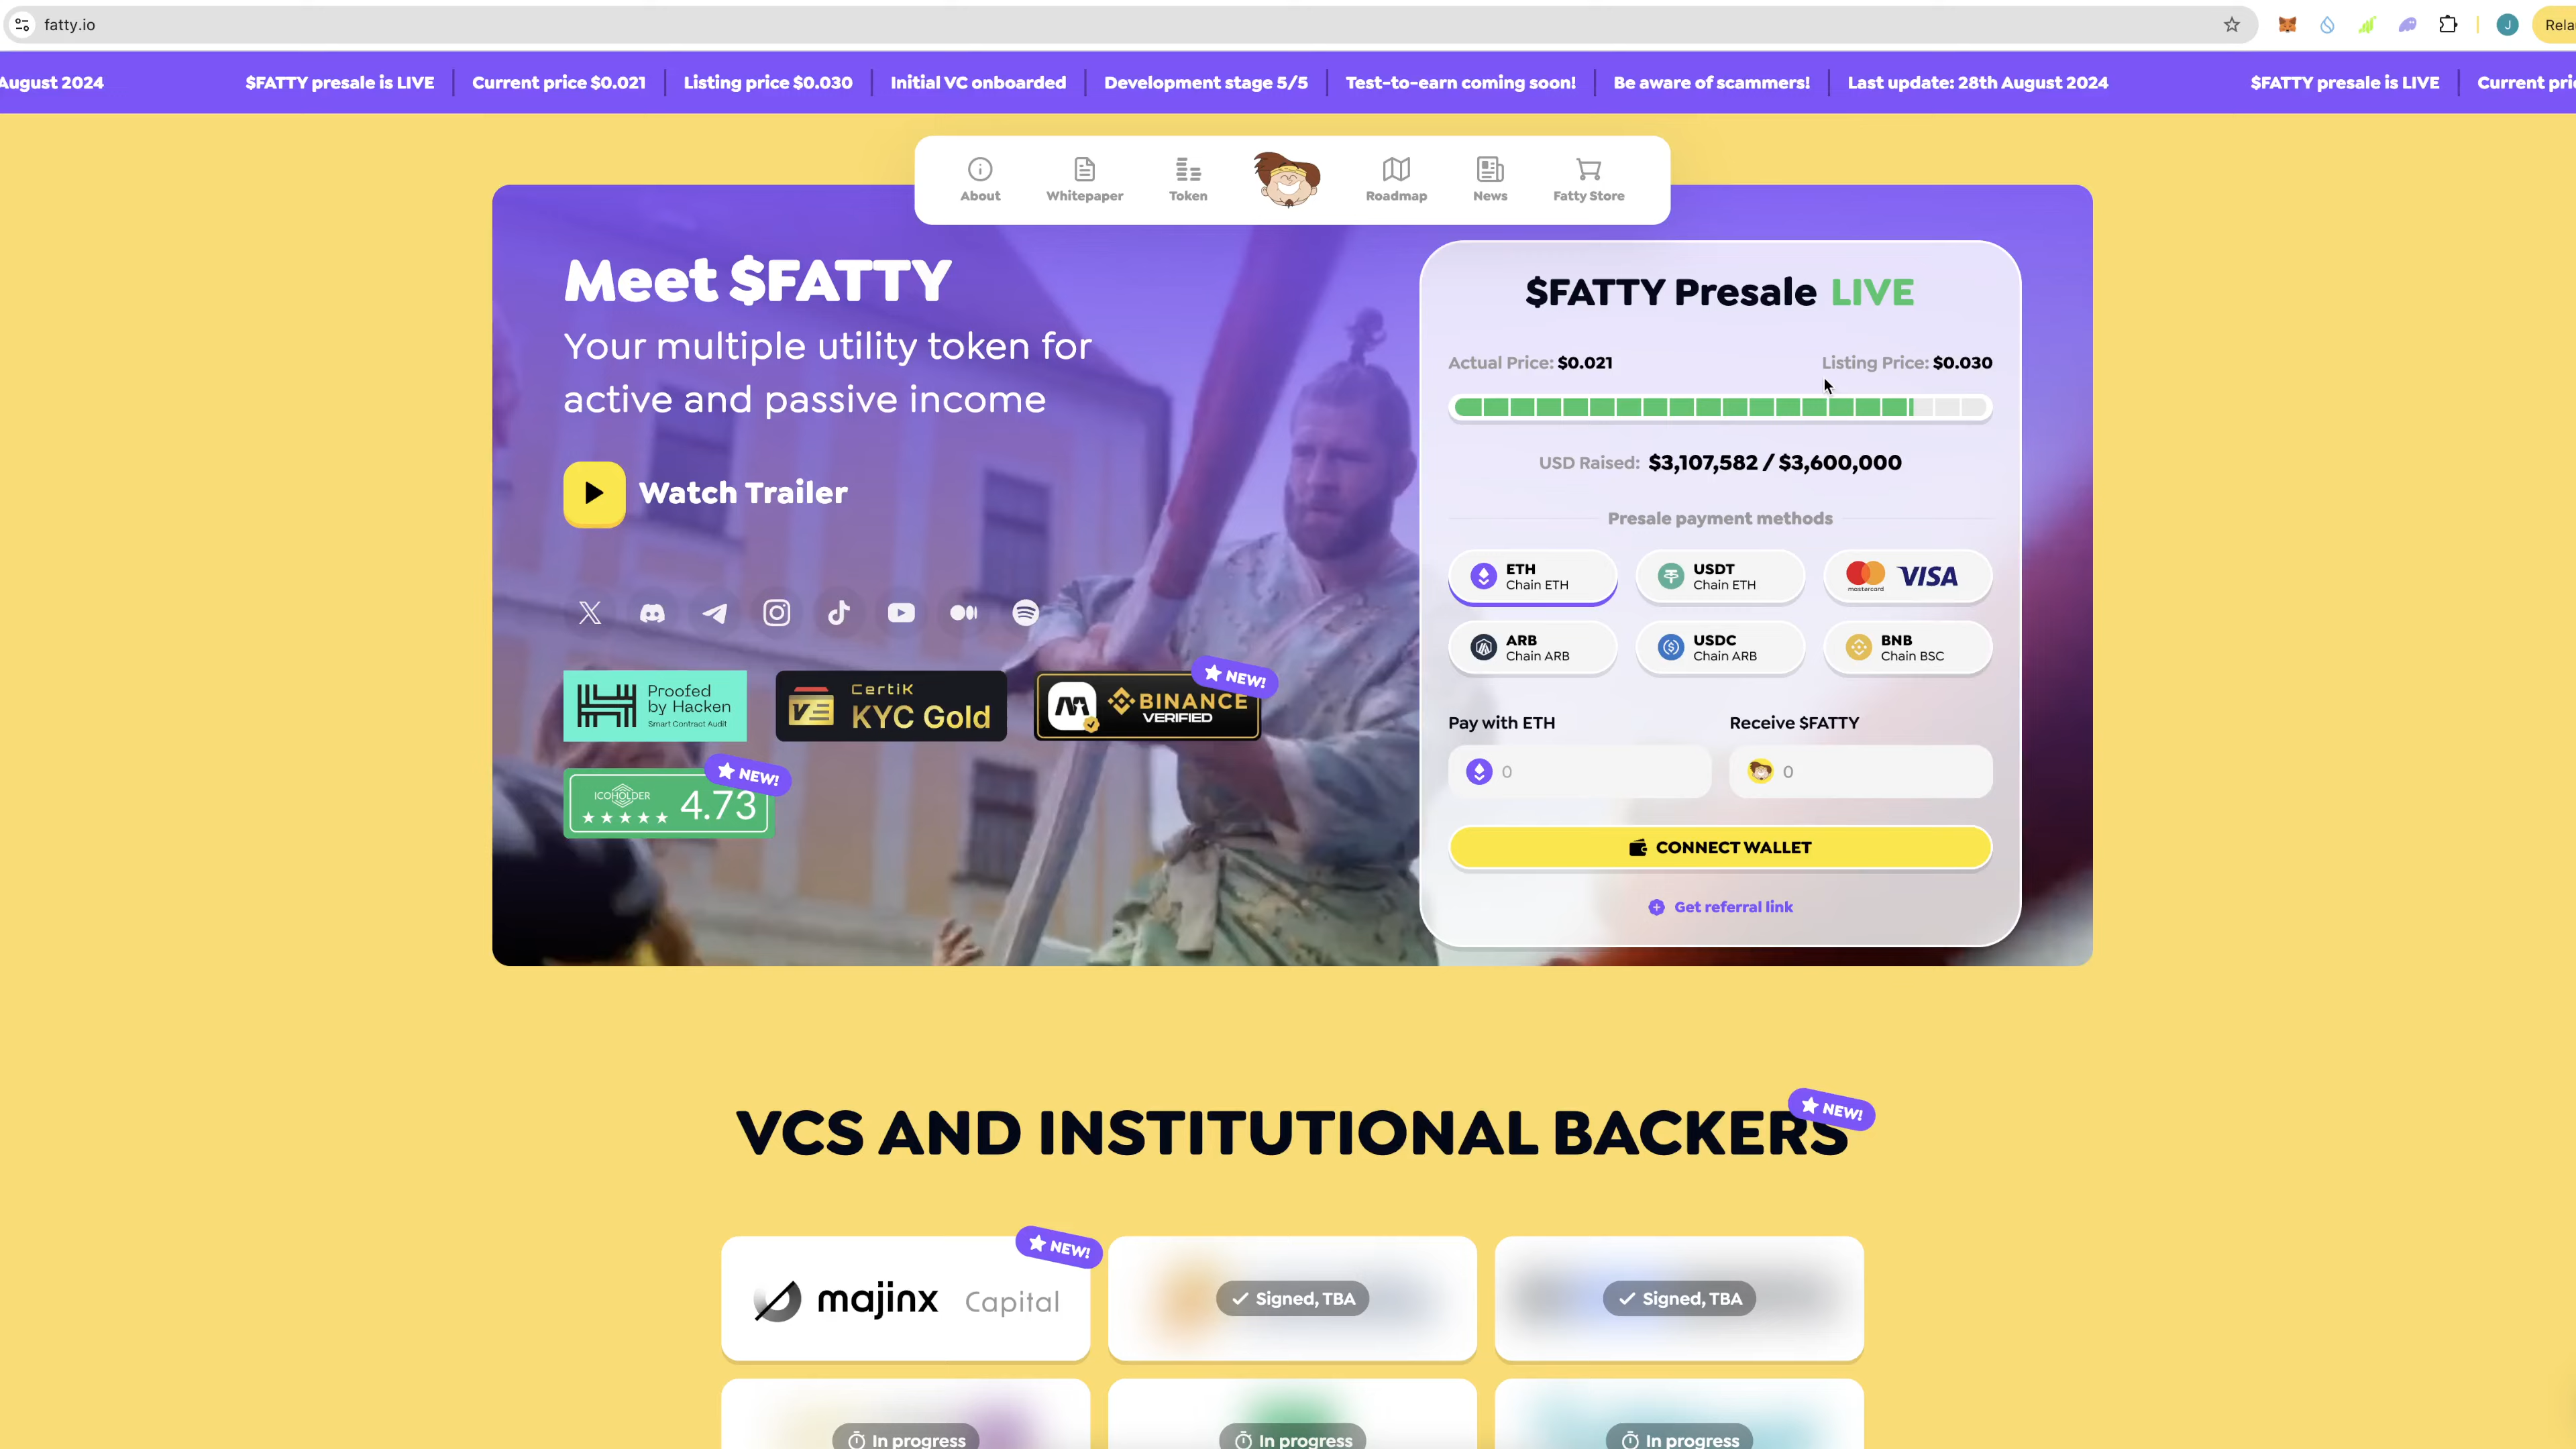 fatty.io
Rela
August 2024
$FATTY presale is LIVE
Current price $0.021
Listing price $0.030
Initial VC onboarded
Development stage 5/5
Test-to-earn coming soon!
Be aware of scammers!
Last update: 28th August 2024
$FATTY presale is LIVE
Current pri
About
Whitepaper
Token
Roadmap
News
Fatty Store
Meet $FATTY
Your multiple utility token for
active and passive income
Watch Trailer
Proofed
by Hacken
Smart Contract Audit
CertiK
KYC Gold
BINANCE
VERIFIED
NEW!
ICOHOLDER
4.73
NEW!
$FATTY Presale LIVE
Actual Price: $0.021
Listing Price: $0.030
USD Raised: $3,107,582 / $3,600,000
Presale payment methods
ETH
Chain ETH
USDT
Chain ETH
mastercard
VISA
ARB
Chain ARB
USDC
Chain ARB
BNB
Chain BSC
Pay with ETH
Receive $FATTY
0
0
CONNECT WALLET
Get referral link
VCS AND INSTITUTIONAL BACKERS
NEW!
majinx Capital
NEW!
Signed, TBA
Signed, TBA
In progress
In progress
In progress